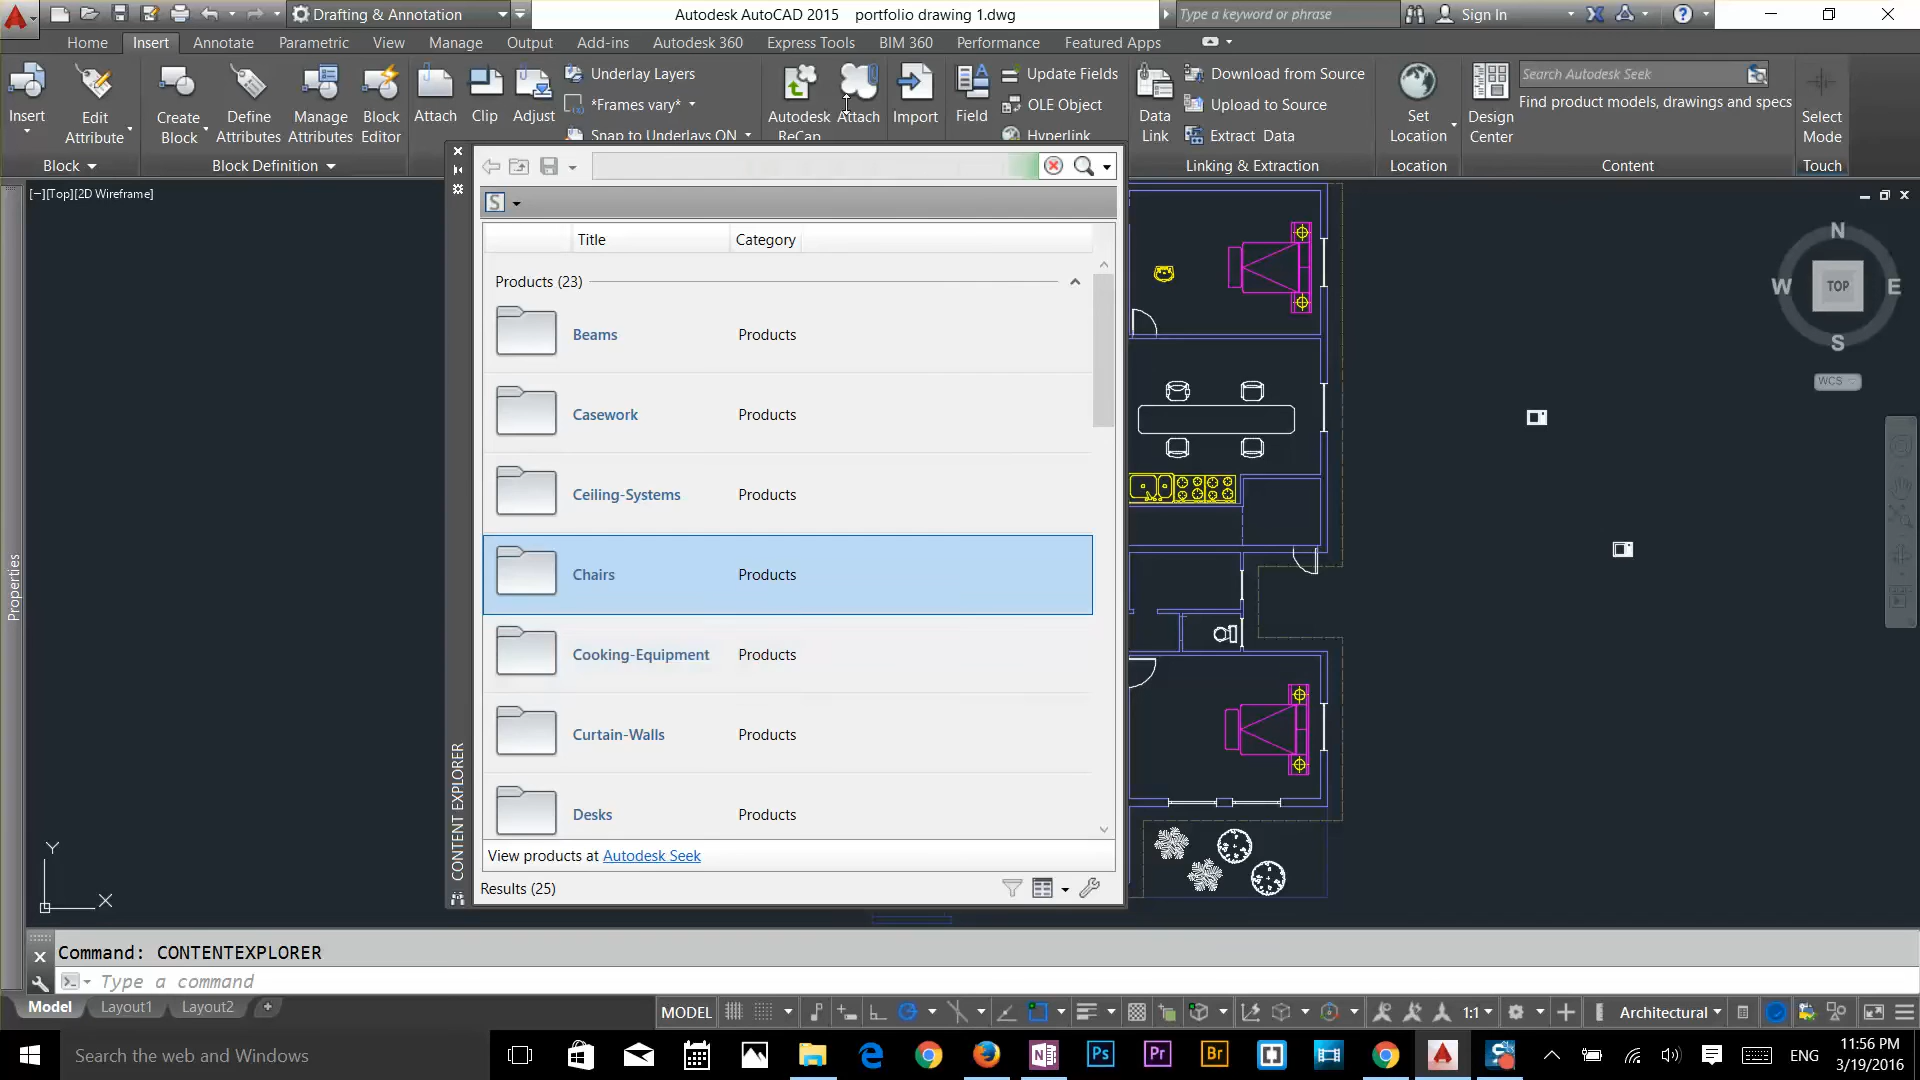 Drafting & Annotation
Autodesk AutoCAD 2015 portfolio drawing 1.dwg
Type a keyword or phrase
Sign In
Home Insert Annotate Parametric View Manage Output Add-ins Autodesk 360 Express Tools BIM 360 Performance Featured Apps
Insert
Edit Attribute
Create Block
Define Attributes
Manage Attributes
Block Editor
Attach
Clip
Adjust
Underlay Layers
*Frames vary*
Snap to Underlays ON
Autodesk ReCap
Attach
Import
Field
Update Fields
OLE Object
Hyperlink
Data Link
Download from Source
Upload to Source
Extract Data
Set Location
Design Center
Search Autodesk Seek
Find product models, drawings and specs
Select Mode
Block
Block Definition
Linking & Extraction
Location
Content
Touch
[−][Top][2D Wireframe]
S
Title Category
Products (23)
Beams Products
Casework Products
Ceiling-Systems Products
Chairs Products
Cooking-Equipment Products
Curtain-Walls Products
Desks Products
View products at Autodesk Seek
Results (25)
CONTENT EXPLORER
Properties
N
W TOP E
S
WCS
Y
X
Command: CONTENTEXPLORER
Type a command
Model Layout1 Layout2
MODEL
1:1
Architectural
Search the web and Windows
Ps
Pr
Br
ENG
11:56 PM
3/19/2016